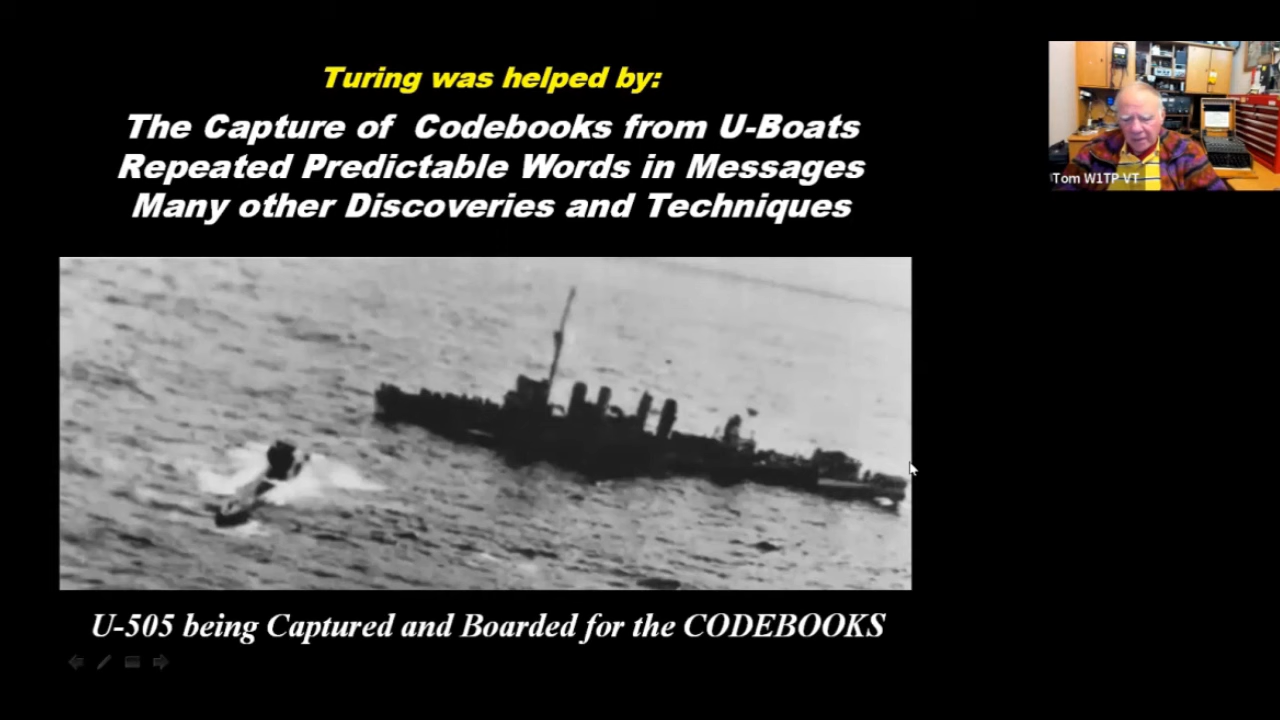 Turing was helped by:
The Capture of Codebooks from U-Boats
Repeated Predictable Words in Messages
Many other Discoveries and Techniques
Tom W1TP VT
U-505 being Captured and Boarded for the CODEBOOKS